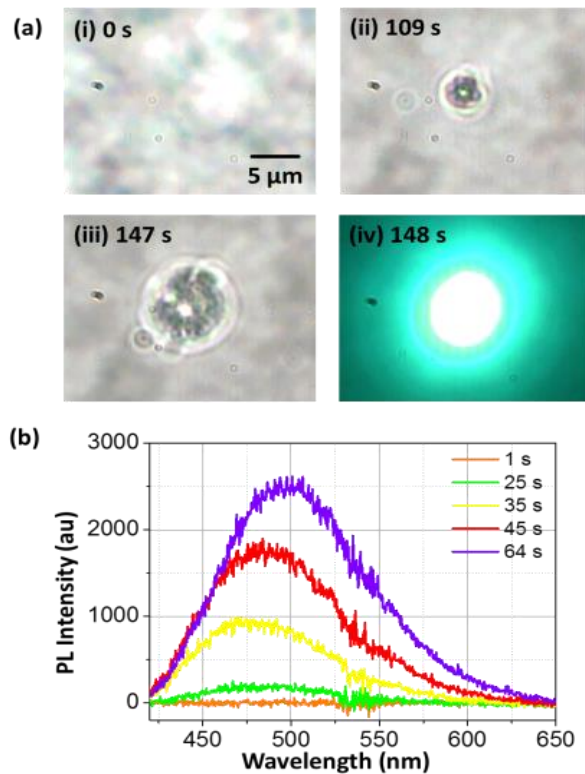 (a)
(i) 0 s
(ii) 109 s
5 µm
(iii) 147 s
(iv) 148 s
(b)
3000
2500
2000
1000
0
PL Intensity (au)
1 s
25 s
35 s
45 s
64 s
450
500
550
600
650
Wavelength (nm)